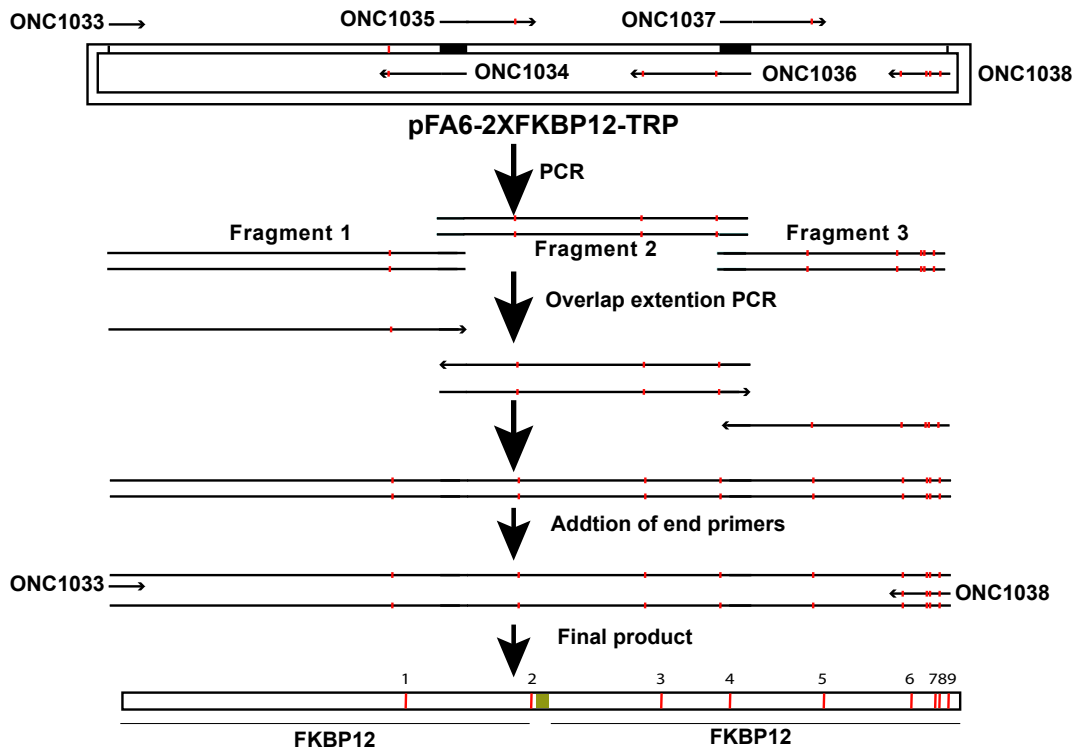 ONC1033
ONC1035
ONC1037
ONC1034
ONC1036
ONC1038
pFA6-2XFKBP12-TRP
PCR
Fragment 1
Fragment 2
Fragment 3
Overlap extention PCR
Addtion of end primers
ONC1033
ONC1038
Final product
1 2 3 4 5 6 789
FKBP12
FKBP12